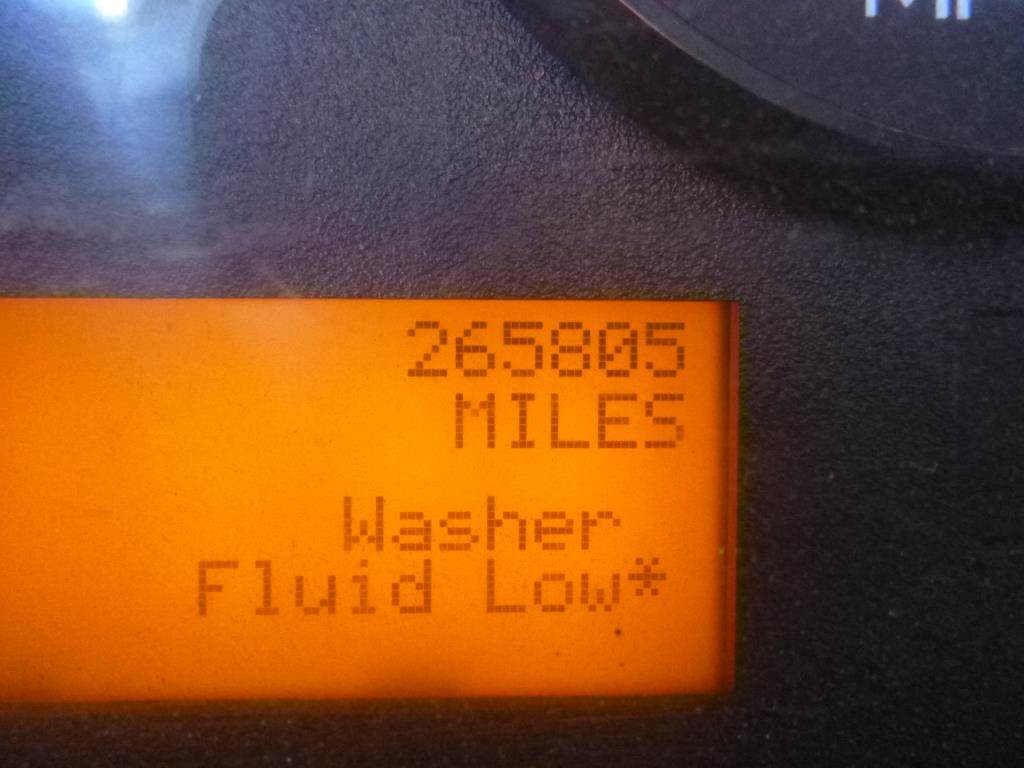 265805
MILES
Washer
Fluid Low*